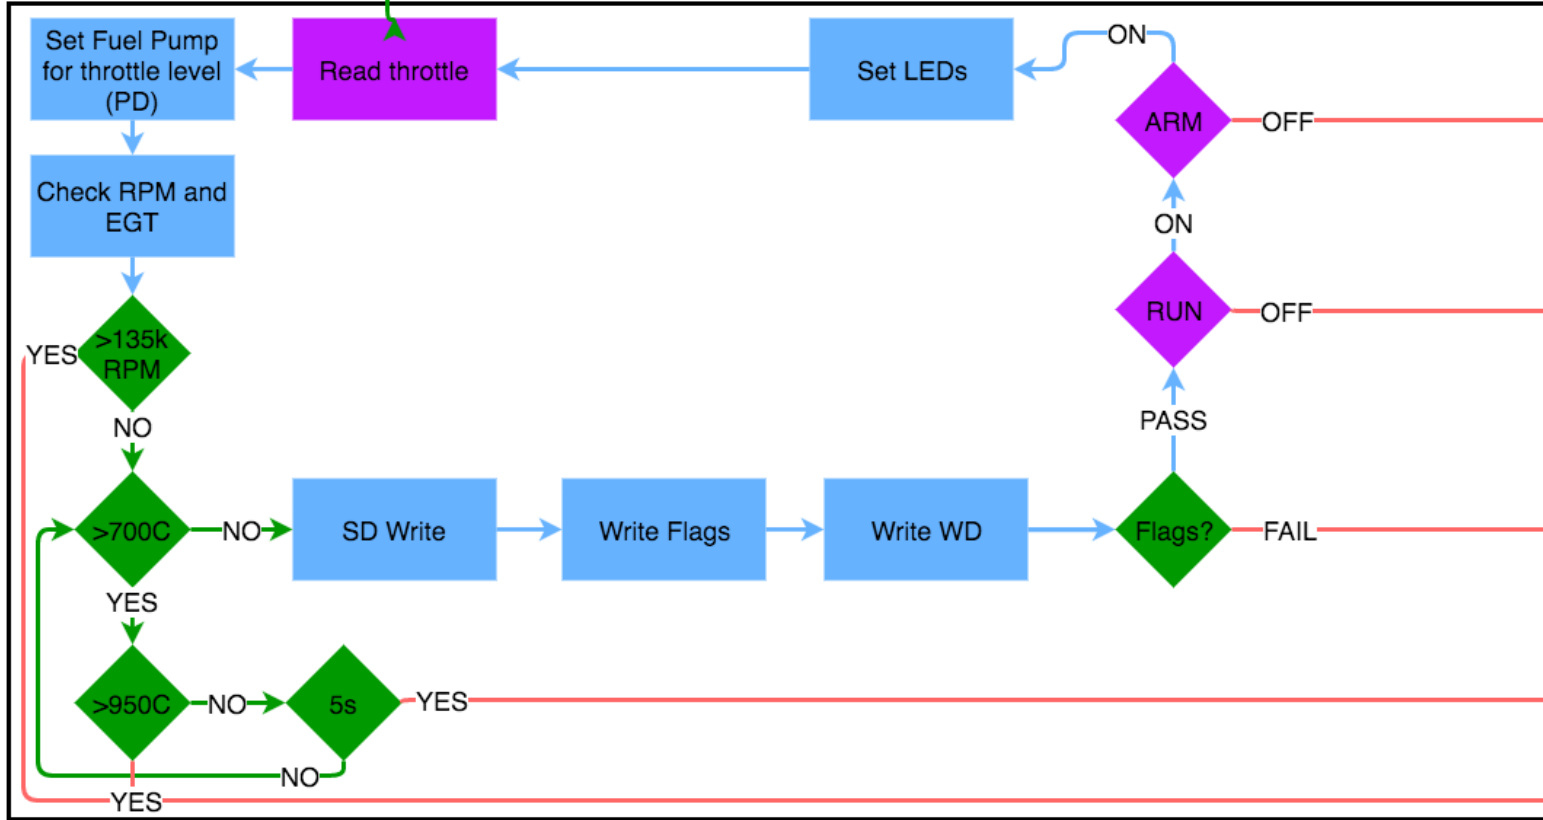 Set Fuel Pump
for throttle level
(PD)
Read throttle
Set LEDs
ON
ARM
OFF
Check RPM and
EGT
ON
RUN
OFF
>135k
RPM
YES
NO
PASS
>700C
NO
SD Write
Write Flags
Write WD
Flags?
FAIL
YES
>950C
NO
5s
YES
NO
YES